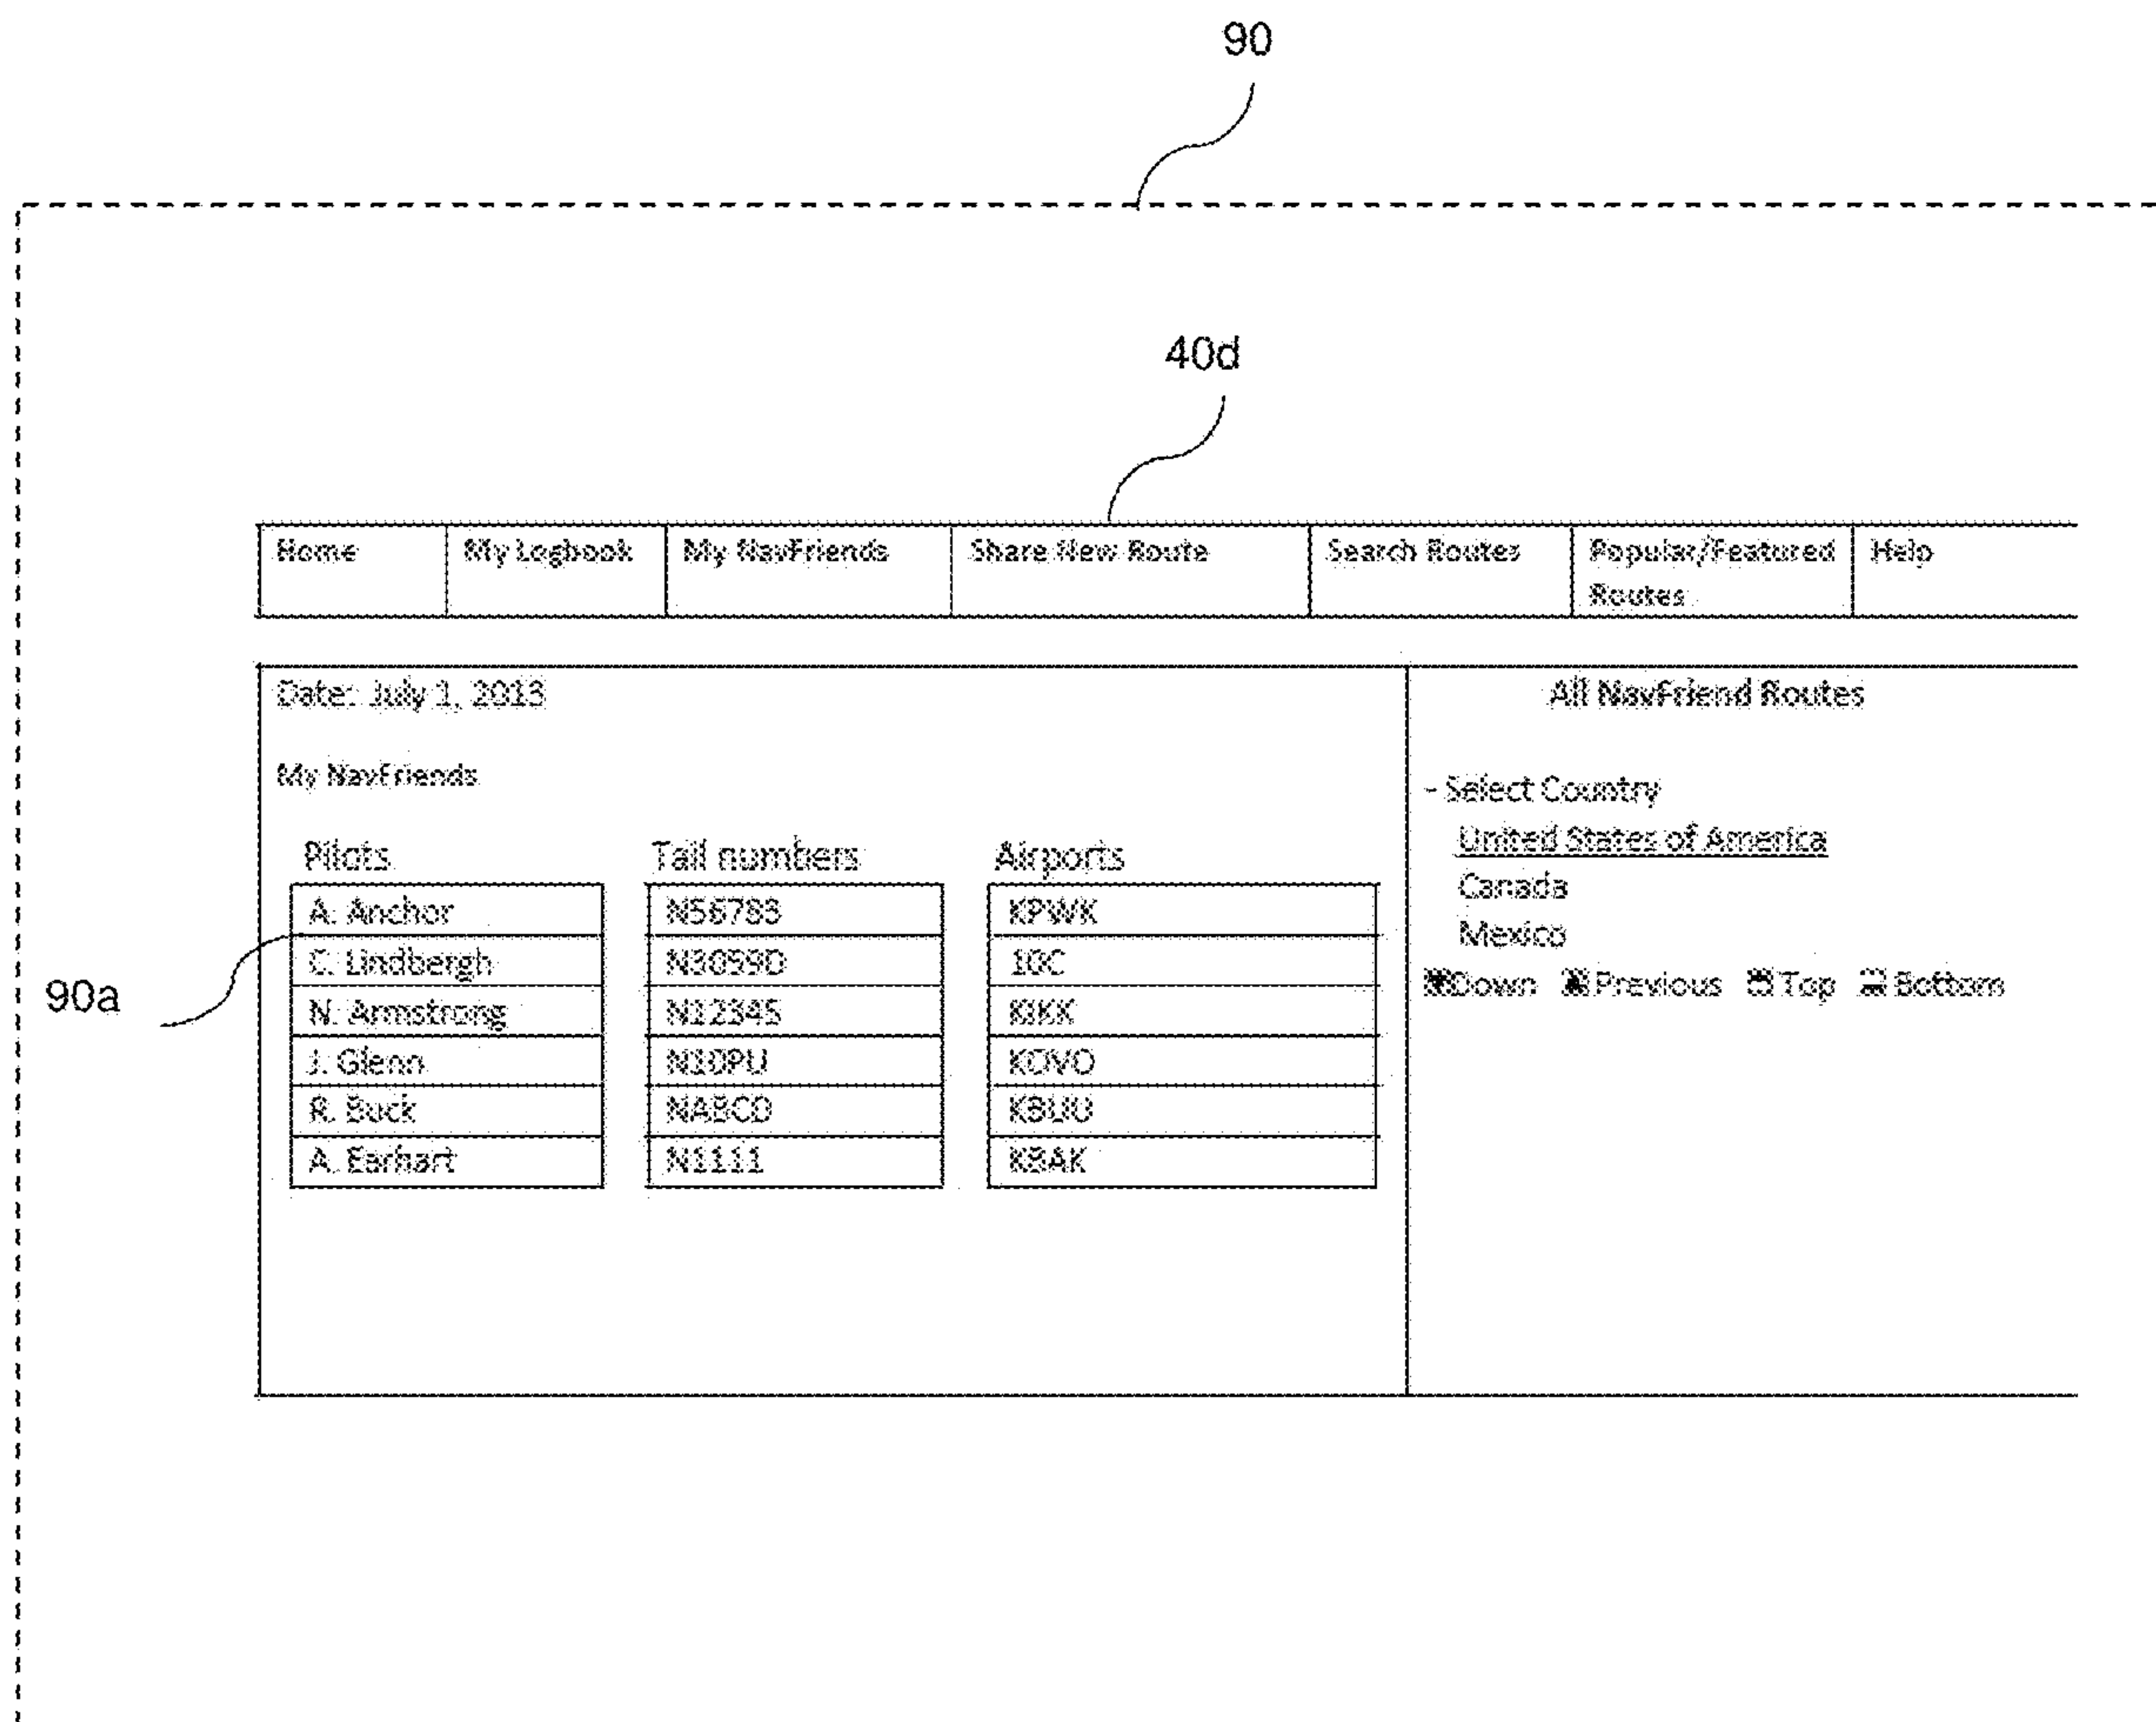 90
40d
Home
My Logbook
My NavFriends
Share New Route
Search Routes
Popular/Featured
Routes
Help
Date: July 1, 2013
My NavFriends
Pilots
A. Anchor
C. Lindbergh
N. Armstrong
J. Glenn
R. Buck
A. Earhart
90a
Tail numbers
N56783
N3099D
N12345
N10PU
NABCD
N1111
Airports
KPWK
10C
KIKK
KOVO
KBUU
KBAK
All NavFriend Routes
- Select Country
United States of America
Canada
Mexico
Down Previous Top Bottom